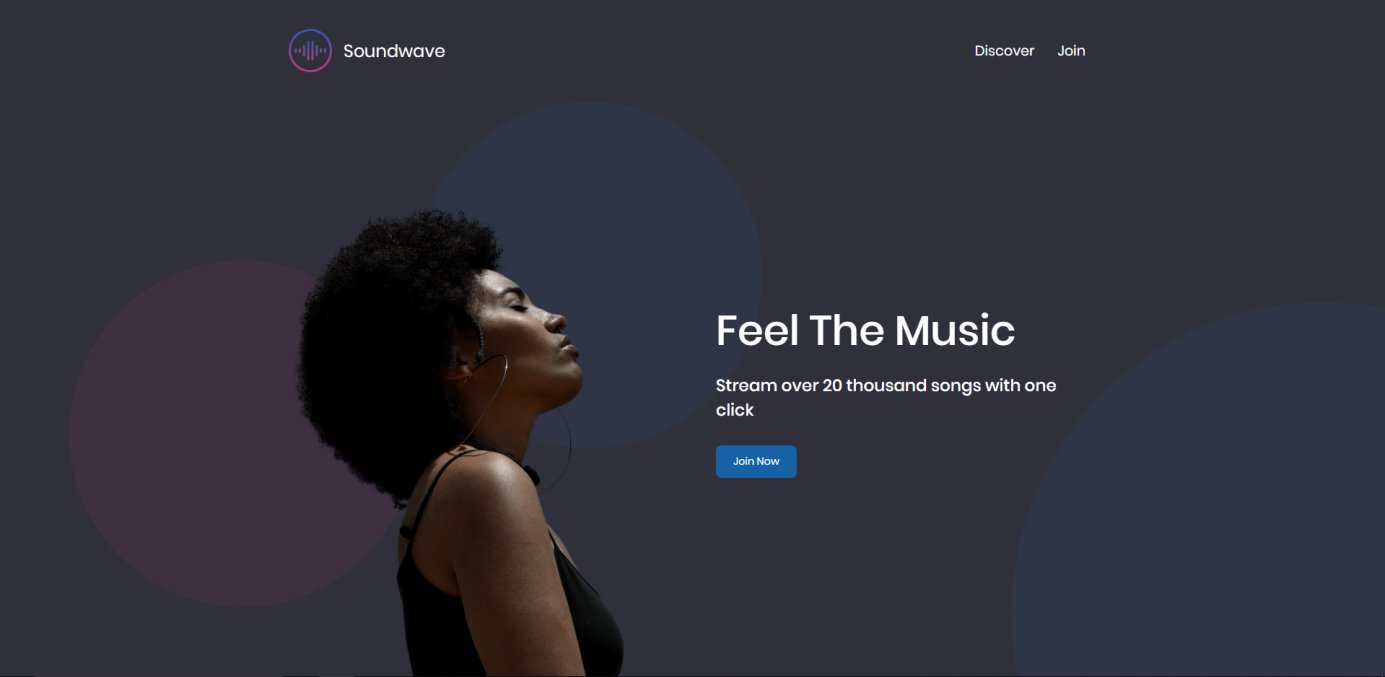 Soundwave
Discover
Join
Feel The Music
Stream over 20 thousand songs with one
click
Join Now